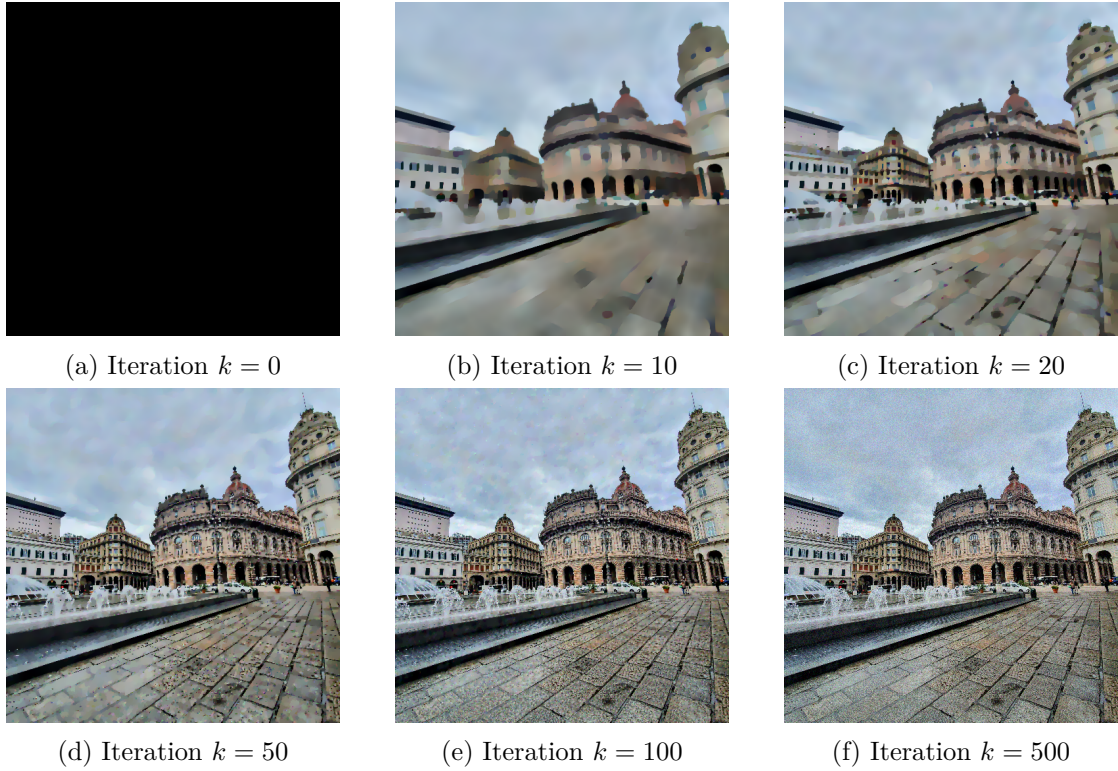 (a) Iteration k = 0
(b) Iteration k = 10
(c) Iteration k = 20
(d) Iteration k = 50
(e) Iteration k = 100
(f) Iteration k = 500